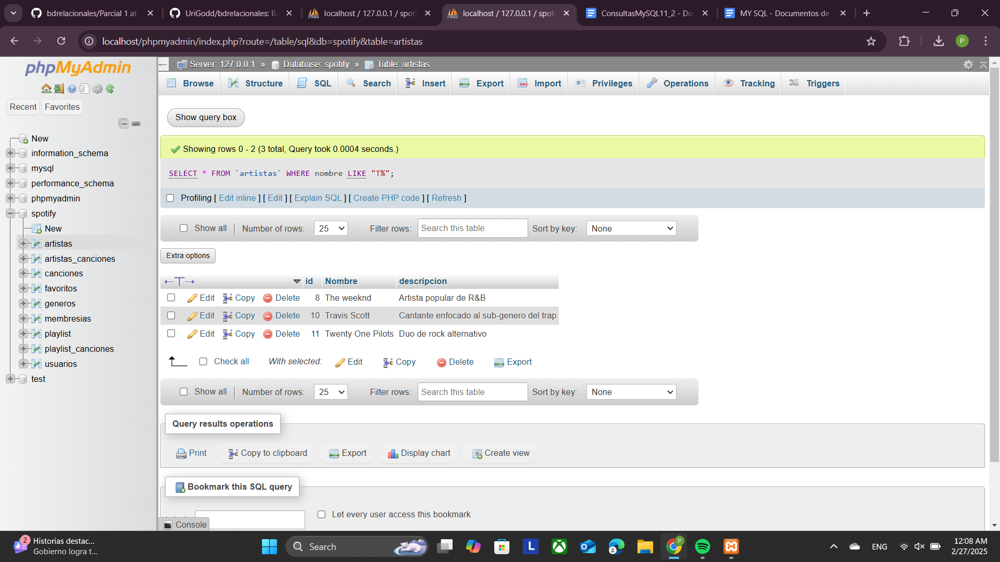 bdrelacionales/Parcial 1 at
UriGodd/bdrelacionales: Ba
localhost / 127.0.0.1 / spoti
localhost / 127.0.0.1 / spoti
ConsultasMySQL11_2 - Do
MY SQL - Documentos de
localhost/phpmyadmin/index.php?route=/table/sql&db=spotify&table=artistas
P
phpMyAdmin
Recent
Favorites
New
information_schema
mysql
performance_schema
phpmyadmin
spotify
New
artistas
artistas_canciones
canciones
favoritos
generos
membresias
playlist
playlist_canciones
usuarios
test
Server: 127.0.0.1 » Database: spotify » Table: artistas
Browse Structure SQL Search Insert Export Import Privileges Operations Tracking Triggers
Show query box
Showing rows 0 - 2 (3 total, Query took 0.0004 seconds.)
SELECT * FROM `artistas` WHERE nombre LIKE "T%";
Profiling [ Edit inline ] [ Edit ] [ Explain SQL ] [ Create PHP code ] [ Refresh ]
Show all Number of rows: 25 Filter rows: Search this table Sort by key: None
Extra options
←T→ id Nombre descripcion
Edit Copy Delete 8 The weeknd Artista popular de R&B
Edit Copy Delete 10 Travis Scott Cantante enfocado al sub-genero del trap
Edit Copy Delete 11 Twenty One Pilots Duo de rock alternativo
Check all With selected: Edit Copy Delete Export
Show all Number of rows: 25 Filter rows: Search this table Sort by key: None
Query results operations
Print Copy to clipboard Export Display chart Create view
Bookmark this SQL query
Let every user access this bookmark
Console
2
Historias destac...
Gobierno logra t...
Search
L
P
ENG
12:08 AM
2/27/2025